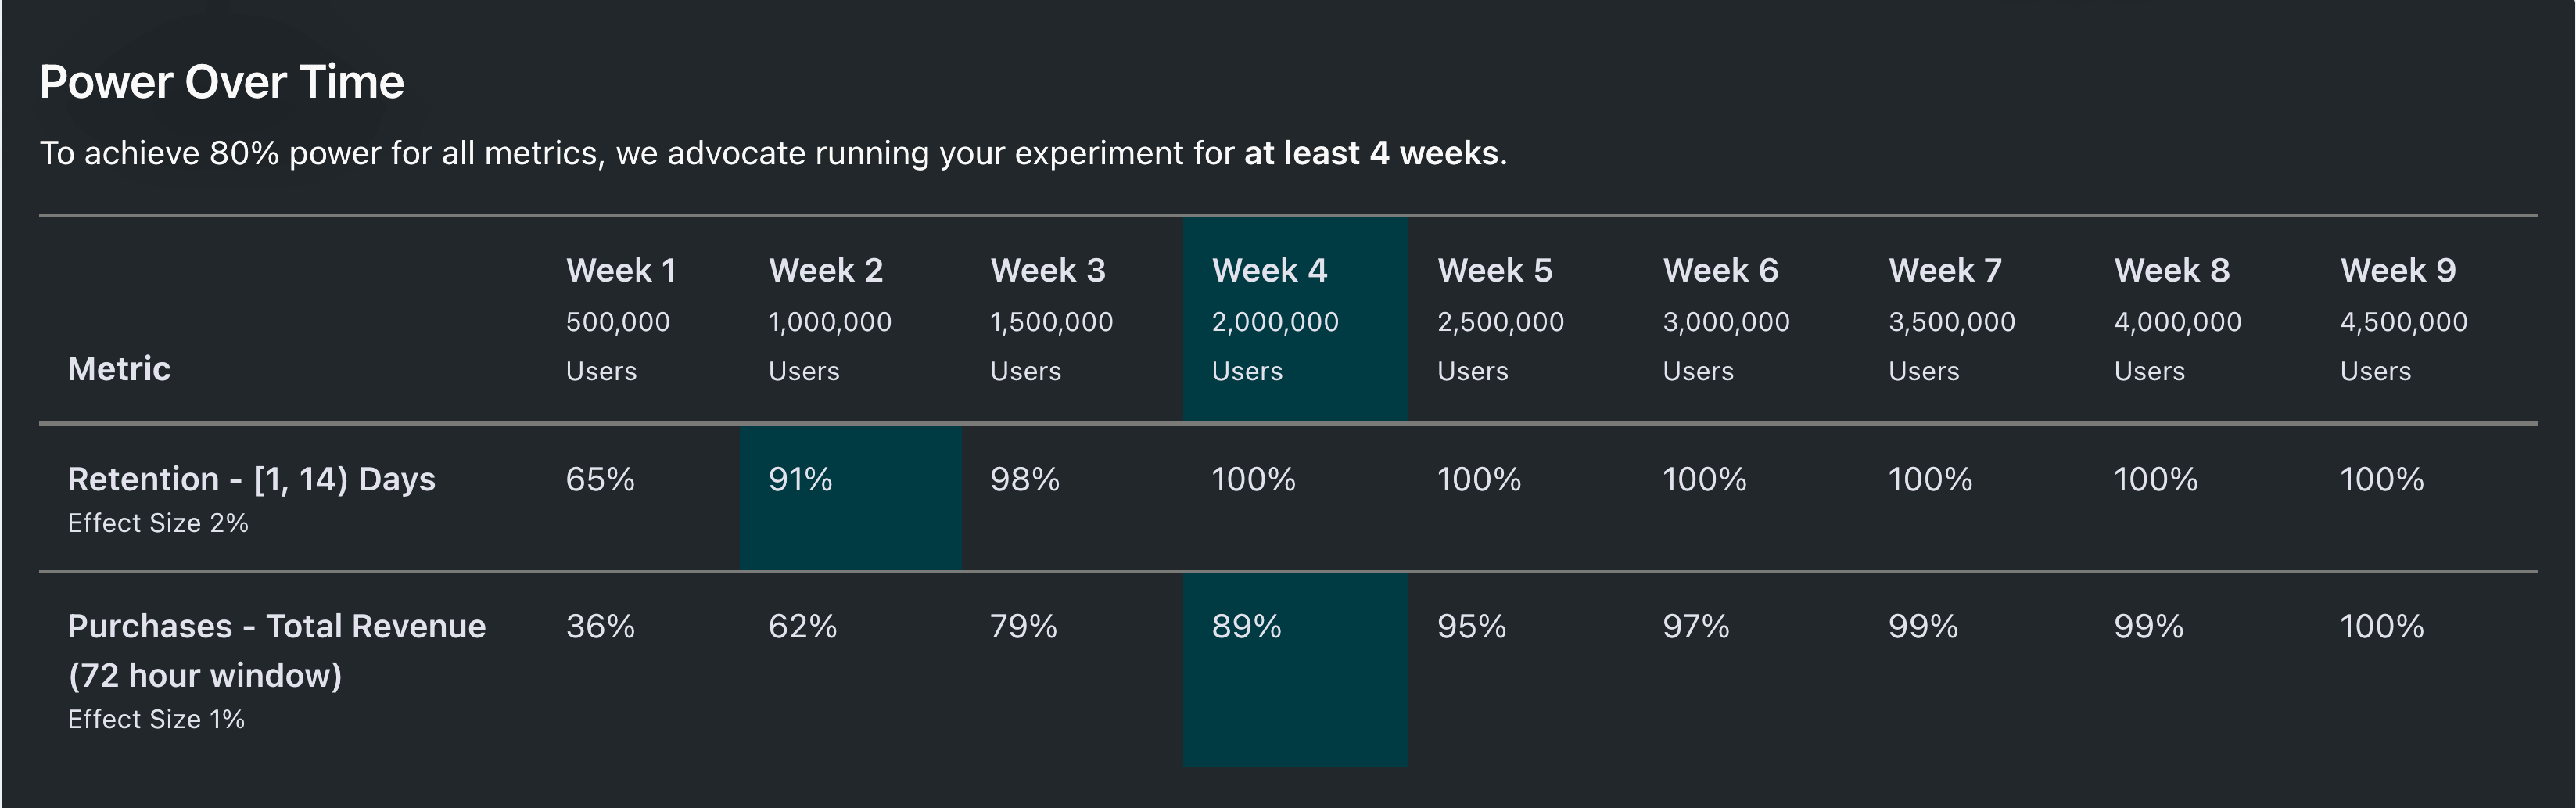 Power Over Time
To achieve 80% power for all metrics, we advocate running your experiment for at least 4 weeks.
Metric
Week 1
500,000
Users
Week 2
1,000,000
Users
Week 3
1,500,000
Users
Week 4
2,000,000
Users
Week 5
2,500,000
Users
Week 6
3,000,000
Users
Week 7
3,500,000
Users
Week 8
4,000,000
Users
Week 9
4,500,000
Users
Retention - [1, 14) Days
Effect Size 2%
65% 91% 98% 100% 100% 100% 100% 100% 100%
Purchases - Total Revenue
(72 hour window)
Effect Size 1%
36% 62% 79% 89% 95% 97% 99% 99% 100%